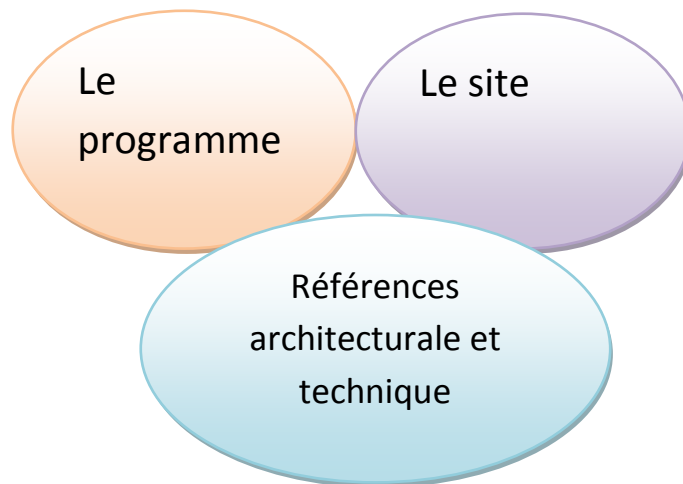 Le
programme
Le site
Références
architecturale et
technique